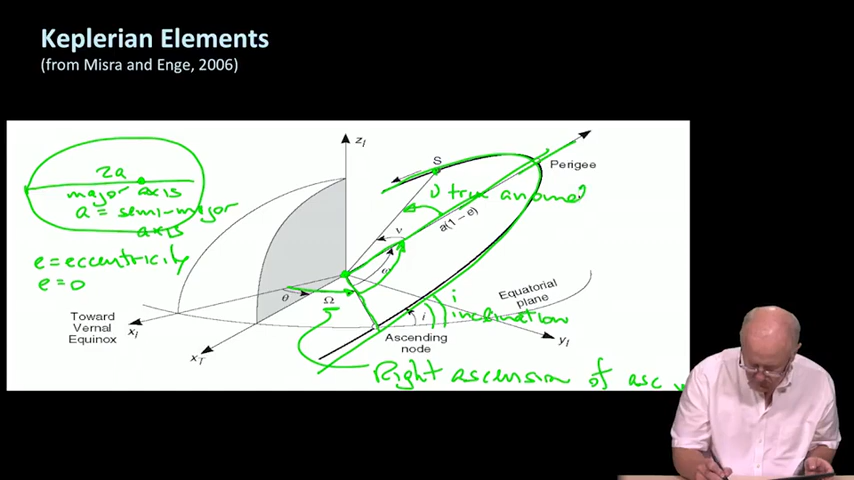 Keplerian Elements
(from Misra and Enge, 2006)
2a
major axis
a = semi-major
axis
e = eccentricity
e = 0
z_I
S
Perigee
ν true anomal
a(1 – e)
ν
ω
θ
Ω
i
inclination
Equatorial
plane
i
Toward
Vernal
Equinox
x_I
x_T
Ascending
node
y_I
Right ascension of asc